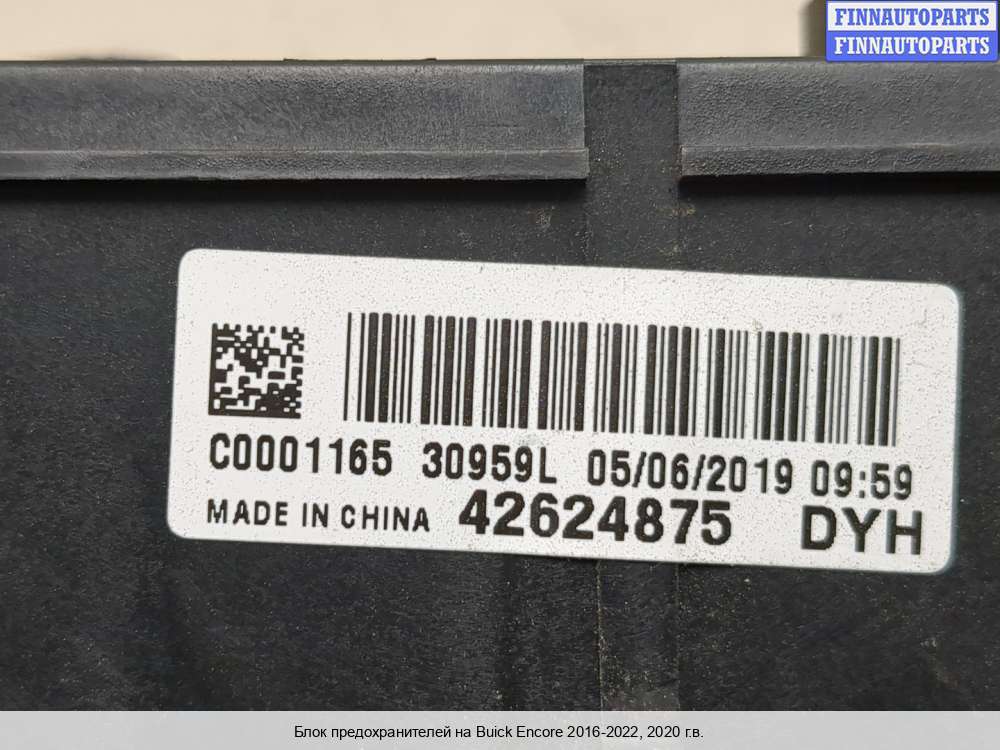 FINNAUTOPARTS
FINNAUTOPARTS
C0001165 30959L 05/06/2019 09:59
MADE IN CHINA 42624875 DYH
Блок предохранителей на Buick Encore 2016-2022, 2020 г.в.